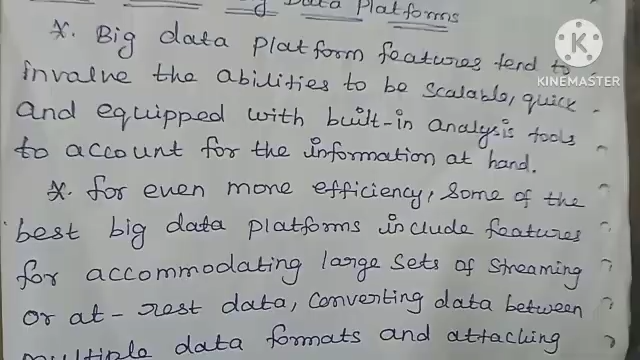 Data Platforms
*. Big data platform features tend to
invalve the abilities to be scalable, quick
and equipped with built-in analysis tools
to account for the information at hand.
*. for even more efficiency, some of the
best big data platforms include features
for accommodating large sets of streaming
or at-rest data, converting data between
multiple data formats and attaching
KINEMASTER